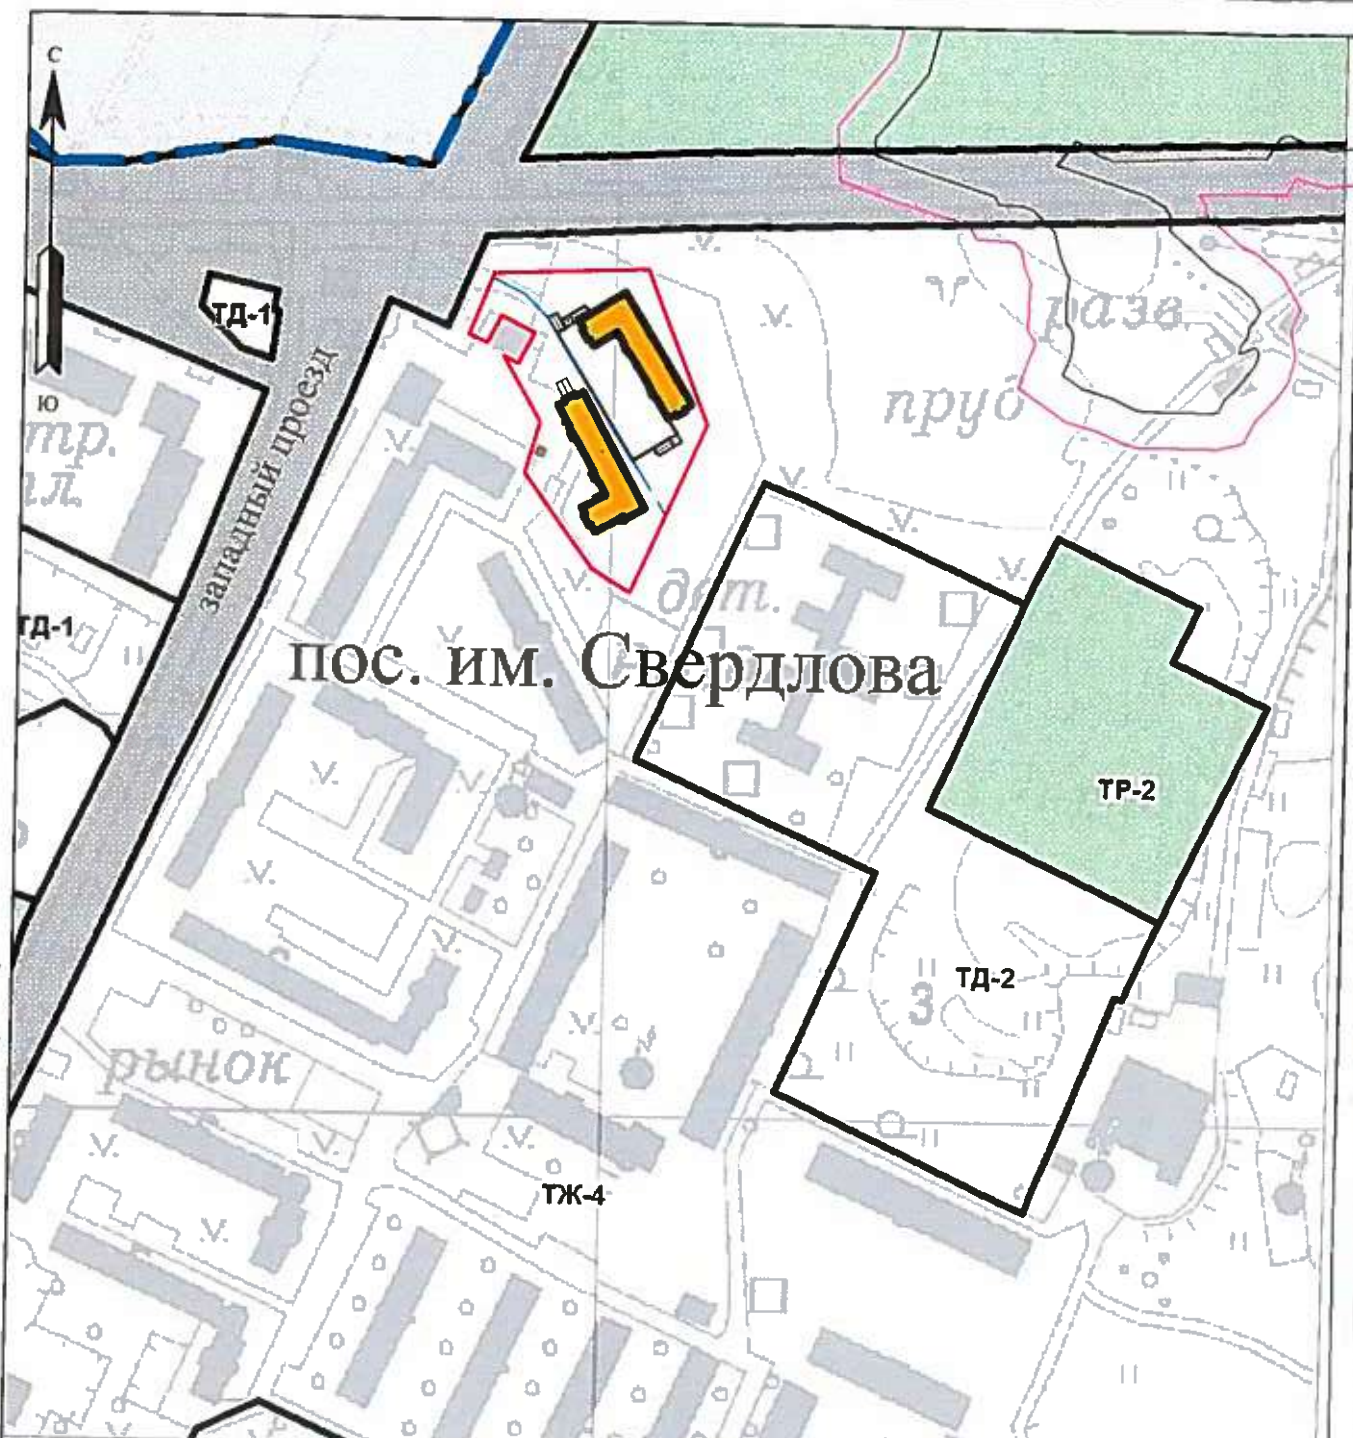 С
ТД-1
разв.
Ю
пруд
тр.
западный проезд
дет.
ТД-1
пос. им. Свердлова
ТР-2
ТД-2
3
рынок
ТЖ-4